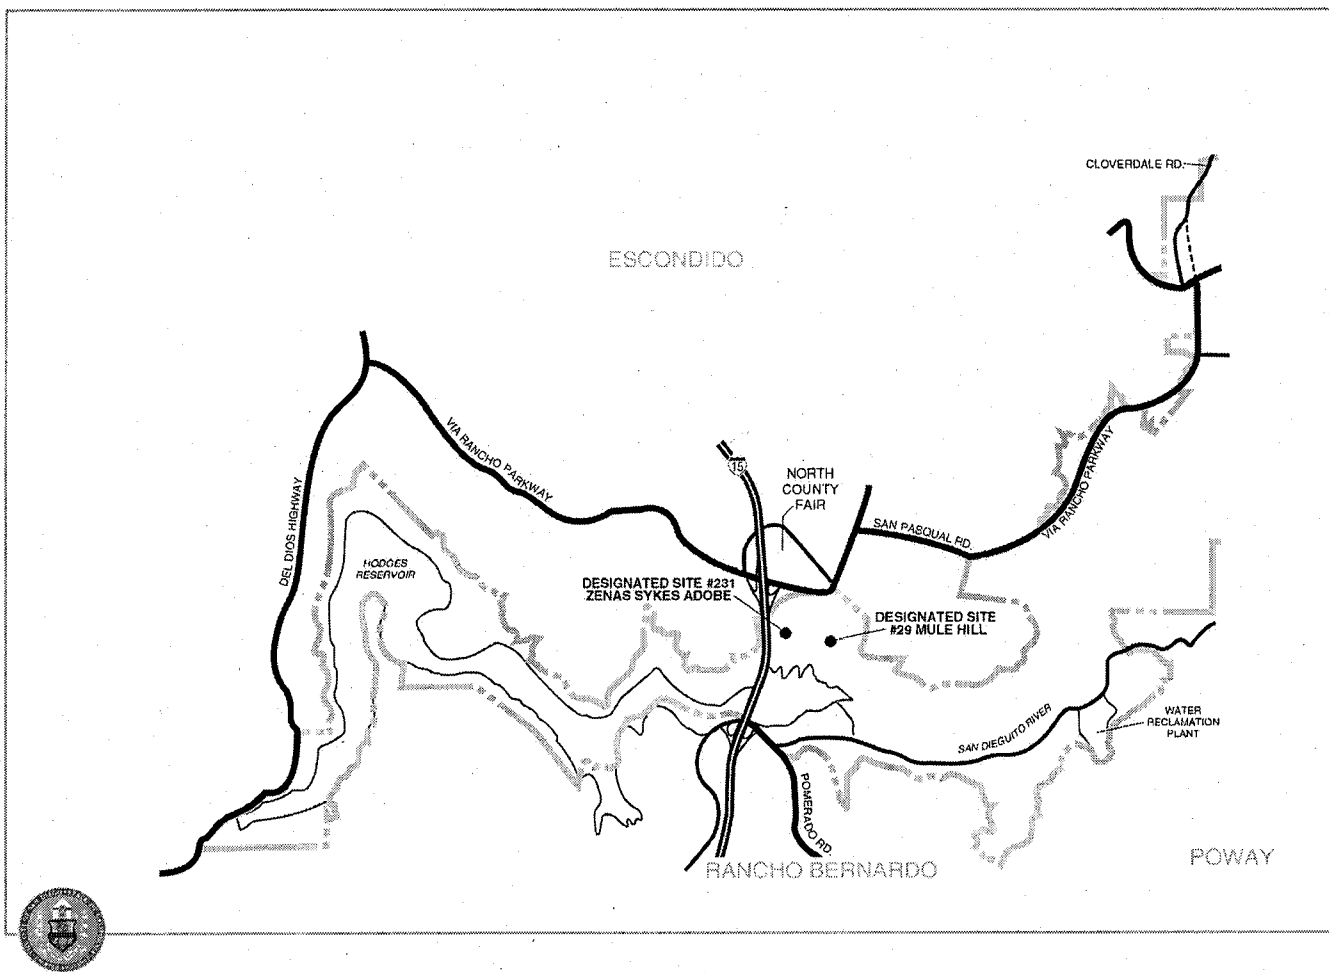 CLOVERDALE RD.
ESCONDIDO
VIA RANCHO PARKWAY
15
NORTH
COUNTY
FAIR
SAN PASQUAL RD.
VIA RANCHO PARKWAY
DEL DIOS HIGHWAY
HODGES
RESERVOIR
DESIGNATED SITE #231
ZENAS SYKES ADOBE
DESIGNATED SITE
#29 MULE HILL
SAN DIEGUITO RIVER
WATER
RECLAMATION
PLANT
POMERADO RD.
RANCHO BERNARDO
POWAY